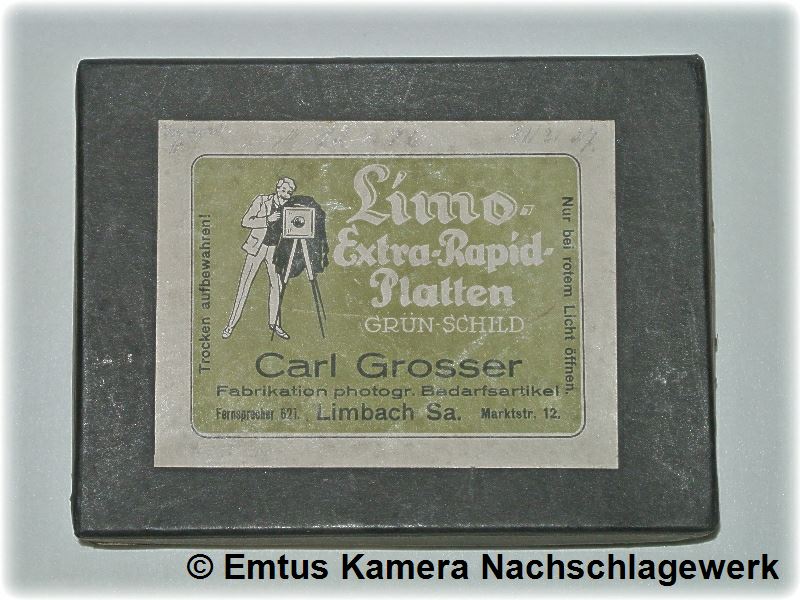 Limo-
Extra-Rapid-
Platten
GRÜN-SCHILD
Trocken aufbewahren!
Nur bei rotem Licht öffnen.
Carl Grosser
Fabrikation photogr. Bedarfsartikel
Fernsprecher 621. Limbach Sa. Marktstr. 12.
© Emtus Kamera Nachschlagewerk